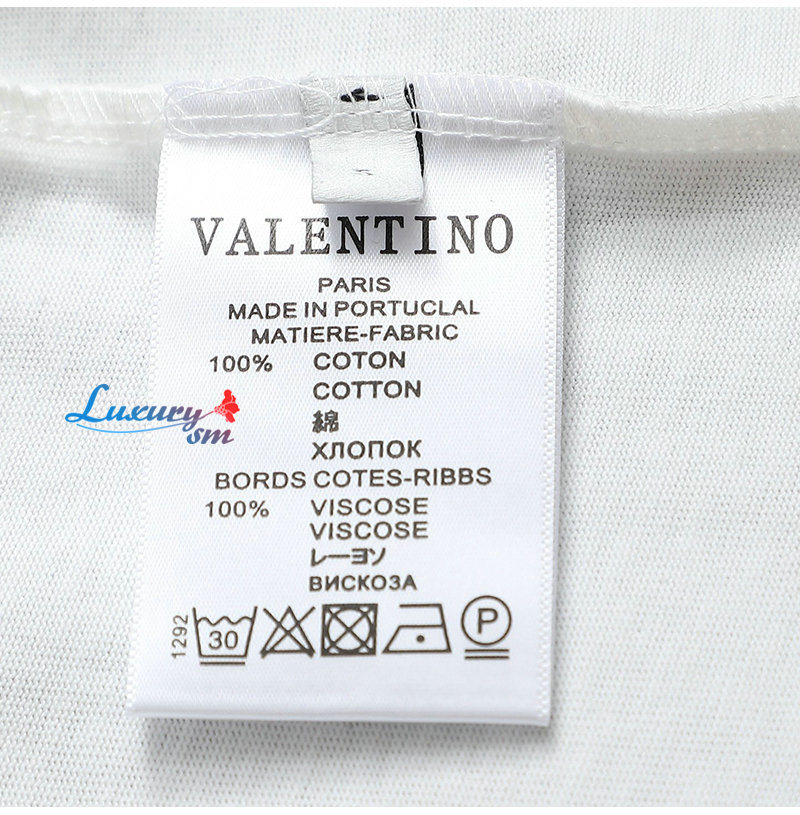 VALENTINO
PARIS
MADE IN PORTUCLAL
MATIERE-FABRIC
100% COTON
COTTON
綿
ХЛОПОК
BORDS COTES-RIBBS
100% VISCOSE
VISCOSE
レーヨソ
ВИСКОЗА
1292
30
P
Luxury
sm